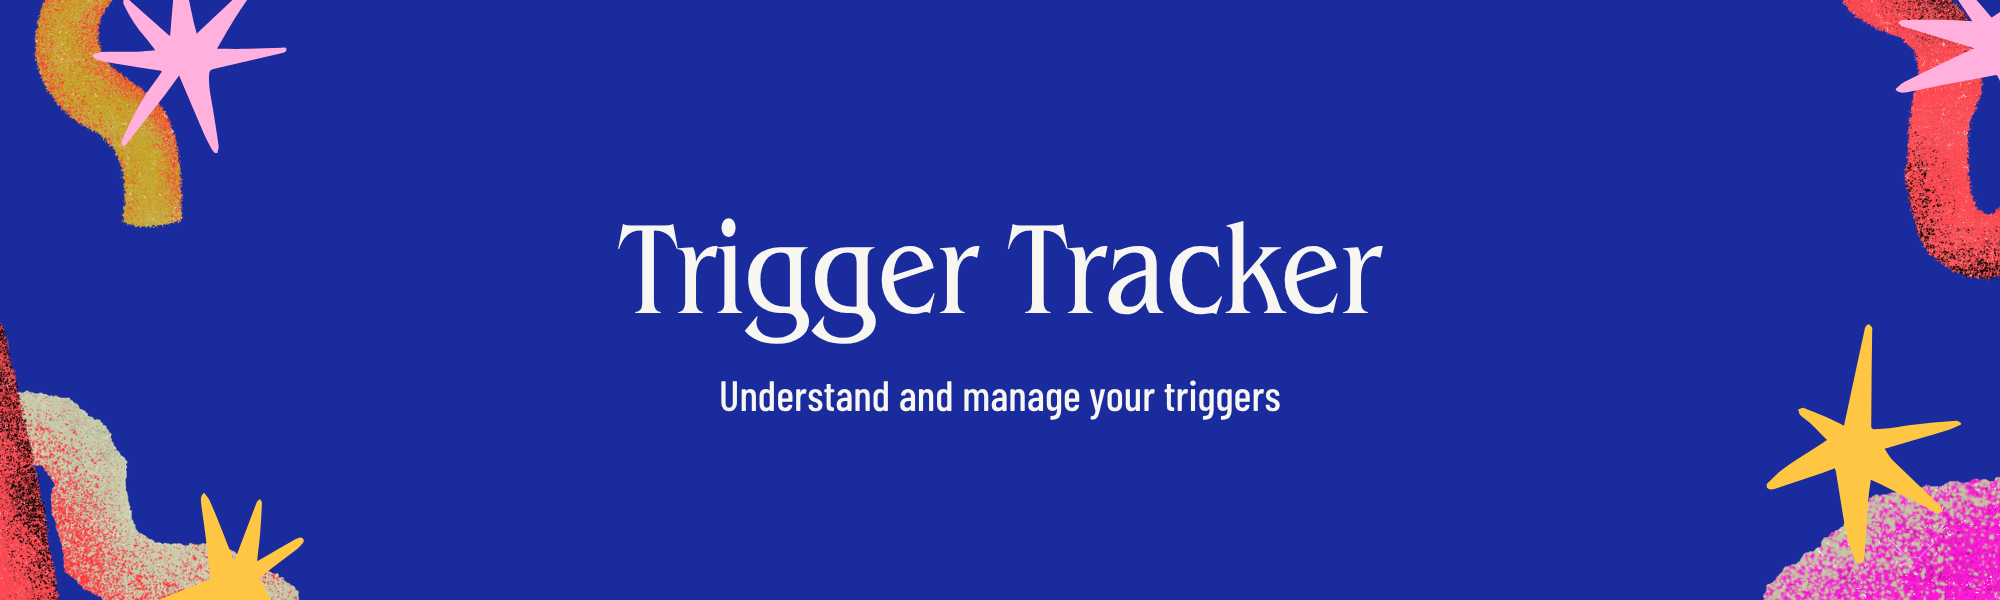 Trigger Tracker
Understand and manage your triggers